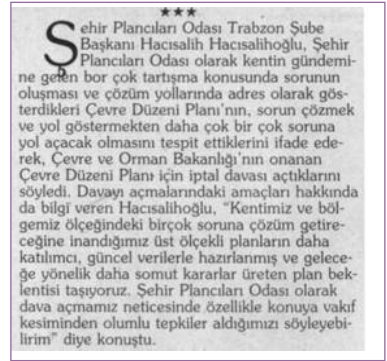 ***
Şehir Plancıları Odası Trabzon Şube
Başkanı Hacısalih Hacısalihoğlu, Şehir
Plancıları Odası olarak kentin gündemi-
ne gelen bor çok tartışma konusunda sorunun
oluşması ve çözüm yollarında adres olarak gös-
terdikleri Çevre Düzeni Planı'nın, sorun çözmek
ve yol göstermekten daha çok bir çok soruna
yol açacak olmasını tespit ettiklerini ifade ede-
rek, Çevre ve Orman Bakanlığı'nın onanan
Çevre Düzeni Planı için iptal davası açtıklarını
söyledi. Davayı açmalarındaki amaçları hakkında
da bilgi veren Hacısalihoğlu, "Kentimiz ve böl-
gemiz ölçeğindeki birçok soruna çözüm getire-
ceğine inandığımız üst ölçekli planların daha
katılımcı, güncel verilerle hazırlanmış ve gelece-
ğe yönelik daha somut kararlar üreten plan bek-
lentisi taşıyoruz. Şehir Plancıları Odası olarak
dava açmamız neticesinde özellikle konuya vakıf
kesiminden olumlu tepkiler aldığımızı söyleyebi-
lirim" diye konuştu.